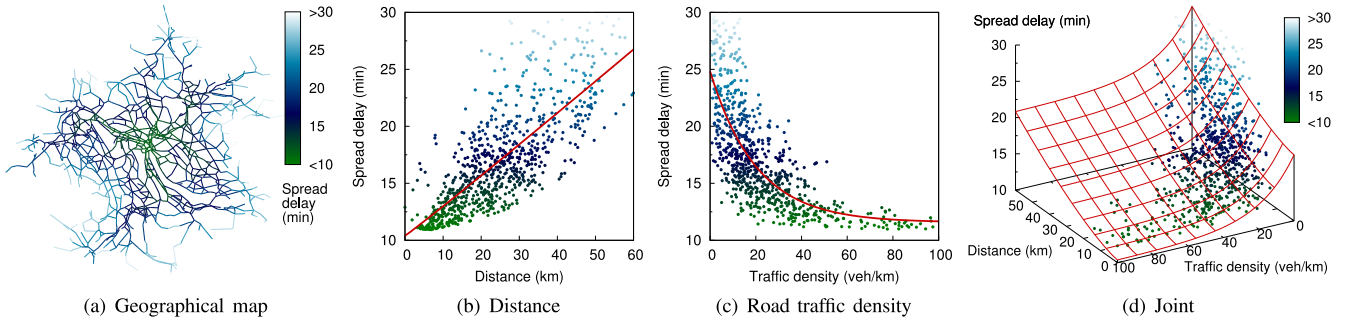 >30
25
20
15
<10
Spread
delay
(min)
(a) Geographical map
Spread delay (min)
30
25
20
15
10
0 10 20 30 40 50 60
Distance (km)
(b) Distance
Spread delay (min)
30
25
20
15
10
0 20 40 60 80 100
Traffic density (veh/km)
(c) Road traffic density
Spread delay (min)
30
25
20
15
10
50
40
30
20
10
0
Distance (km)
100
80
60
40
20
0
Traffic density (veh/km)
>30
25
20
15
<10
(d) Joint